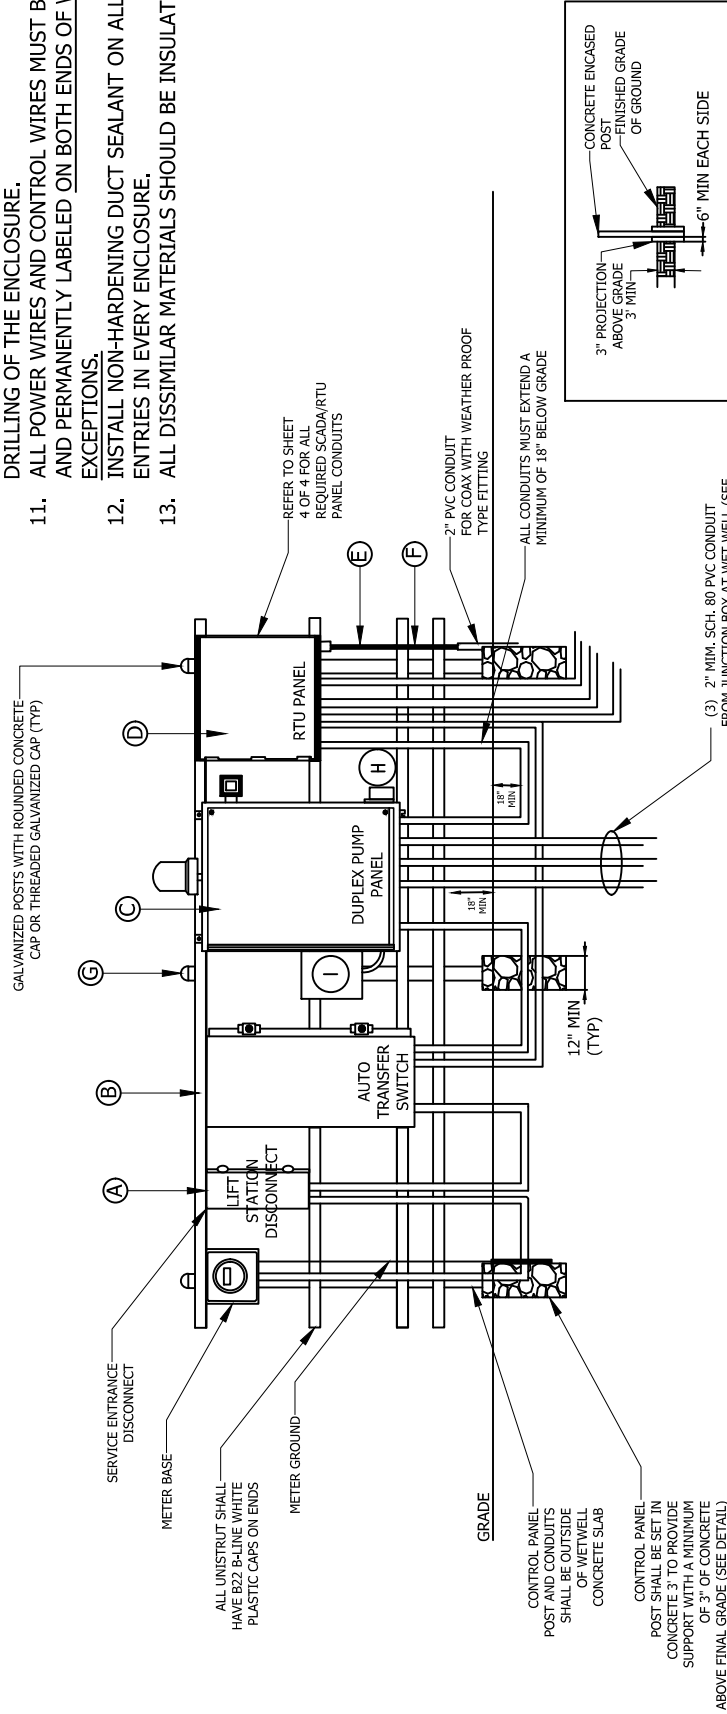 DRILLING OF THE ENCLOSURE.
11. ALL POWER WIRES AND CONTROL WIRES MUST B
AND PERMANENTLY LABELED ON BOTH ENDS OF
EXCEPTIONS.
12. INSTALL NON-HARDENING DUCT SEALANT ON ALL
ENTRIES IN EVERY ENCLOSURE.
13. ALL DISSIMILAR MATERIALS SHOULD BE INSULAT
GALVANIZED POSTS WITH ROUNDED CONCRETE
CAP OR THREADED GALVANIZED CAP (TYP)
SERVICE ENTRANCE
DISCONNECT
METER BASE
ALL UNISTRUT SHALL
HAVE B22 B-LINE WHITE
PLASTIC CAPS ON ENDS
METER GROUND
GRADE
CONTROL PANEL
POST AND CONDUITS
SHALL BE OUTSIDE
OF WETWELL
CONCRETE SLAB
CONTROL PANEL
POST SHALL BE SET IN
CONCRETE 3' TO PROVIDE
SUPPORT WITH A MINIMUM
OF 3" OF CONCRETE
ABOVE FINAL GRADE (SEE DETAIL)
A
B
G
C
D
E
F
H
I
LIFT
STATION
DISCONNECT
AUTO
TRANSFER
SWITCH
DUPLEX PUMP
PANEL
RTU PANEL
REFER TO SHEET
4 OF 4 FOR ALL
REQUIRED SCADA/RTU
PANEL CONDUITS
2" PVC CONDUIT
FOR COAX WITH WEATHER PROOF
TYPE FITTING
ALL CONDUITS MUST EXTEND A
MINIMUM OF 18" BELOW GRADE
18"
MIN
18"
MIN
12" MIN
(TYP)
(3) 2" MIM. SCH. 80 PVC CONDUIT
FROM JUNCTION BOX AT WET WELL (SEE
CONCRETE ENCASED
POST
FINISHED GRADE
OF GROUND
3" PROJECTION
ABOVE GRADE
3' MIN
6" MIN EACH SIDE